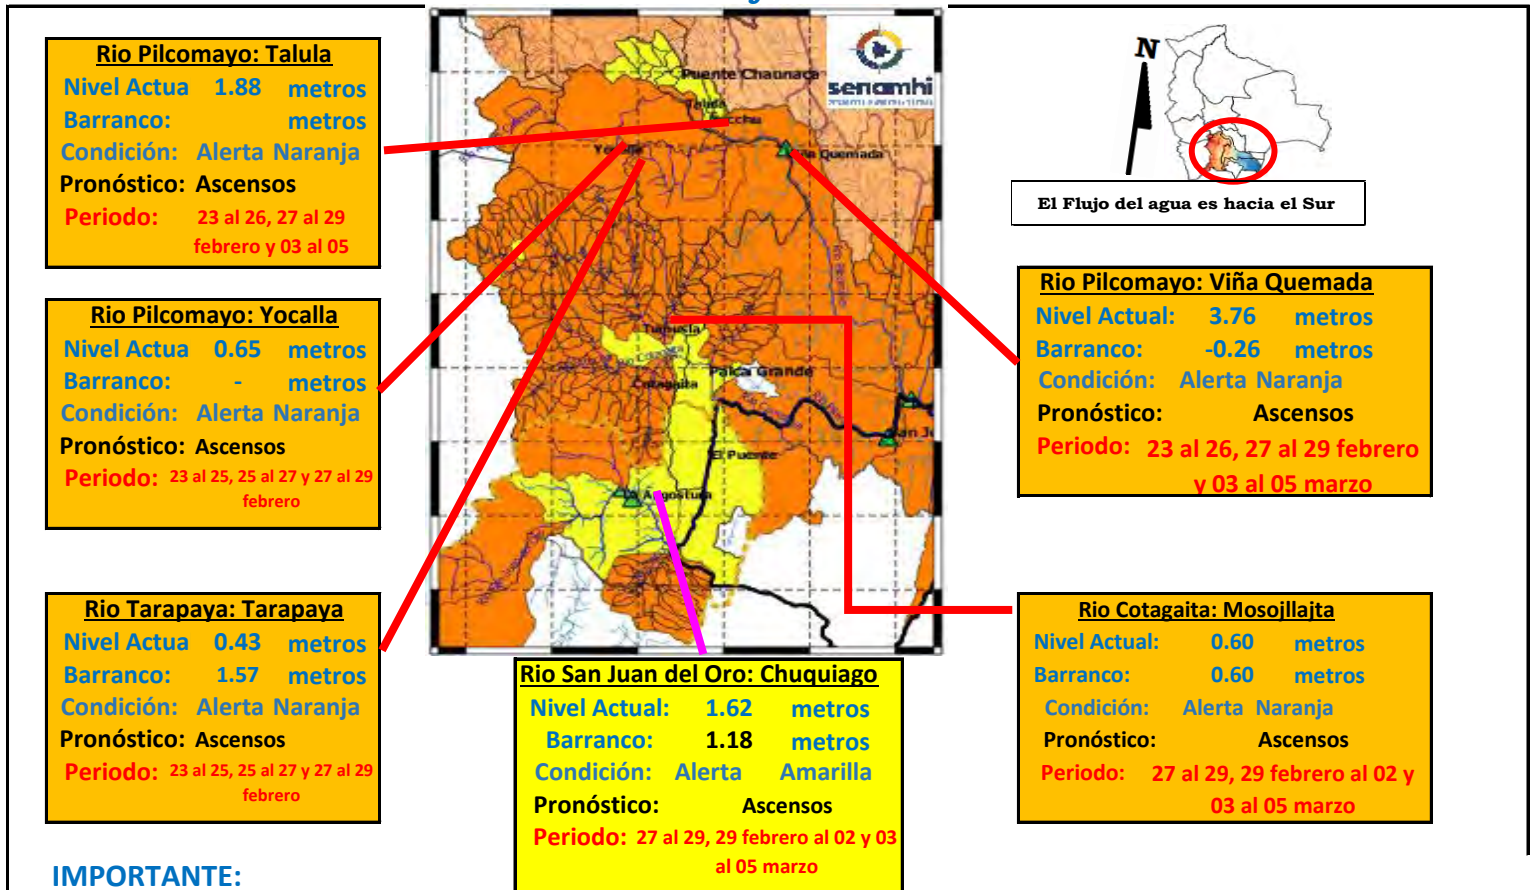 Rio Pilcomayo: Talula
Nivel Actua 1.88 metros
Barranco: metros
Condición: Alerta Naranja
Pronóstico: Ascensos
Periodo: 23 al 26, 27 al 29
febrero y 03 al 05
Rio Pilcomayo: Yocalla
Nivel Actua 0.65 metros
Barranco: - metros
Condición: Alerta Naranja
Pronóstico: Ascensos
Periodo: 23 al 25, 25 al 27 y 27 al 29
febrero
Rio Tarapaya: Tarapaya
Nivel Actua 0.43 metros
Barranco: 1.57 metros
Condición: Alerta Naranja
Pronóstico: Ascensos
Periodo: 23 al 25, 25 al 27 y 27 al 29
febrero
Puente Chaunaca
senamhi
Talula
Viña Quemada
Tumusla
Rio Cotagaita
Palca Grande
Cotagaita
El Puente
La Angostura
San J
N
El Flujo del agua es hacia el Sur
Rio Pilcomayo: Viña Quemada
Nivel Actual: 3.76 metros
Barranco: -0.26 metros
Condición: Alerta Naranja
Pronóstico: Ascensos
Periodo: 23 al 26, 27 al 29 febrero
y 03 al 05 marzo
Rio Cotagaita: Mosojllajta
Nivel Actual: 0.60 metros
Barranco: 0.60 metros
Condición: Alerta Naranja
Pronóstico: Ascensos
Periodo: 27 al 29, 29 febrero al 02 y
03 al 05 marzo
Rio San Juan del Oro: Chuquiago
Nivel Actual: 1.62 metros
Barranco: 1.18 metros
Condición: Alerta Amarilla
Pronóstico: Ascensos
Periodo: 27 al 29, 29 febrero al 02 y 03
al 05 marzo
IMPORTANTE: